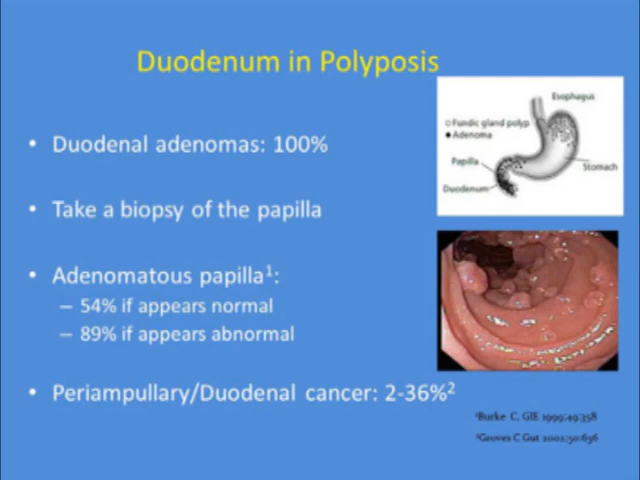 Duodenum in Polyposis
Esophagus
○ Fundic gland polyp
● Adenoma
Papilla
Stomach
Duodenum
• Duodenal adenomas: 100%
• Take a biopsy of the papilla
• Adenomatous papilla¹:
– 54% if appears normal
– 89% if appears abnormal
• Periampullary/Duodenal cancer: 2-36%²
¹Burke C, GIE 1999;49:358
²Groves C Gut 2002;50:636